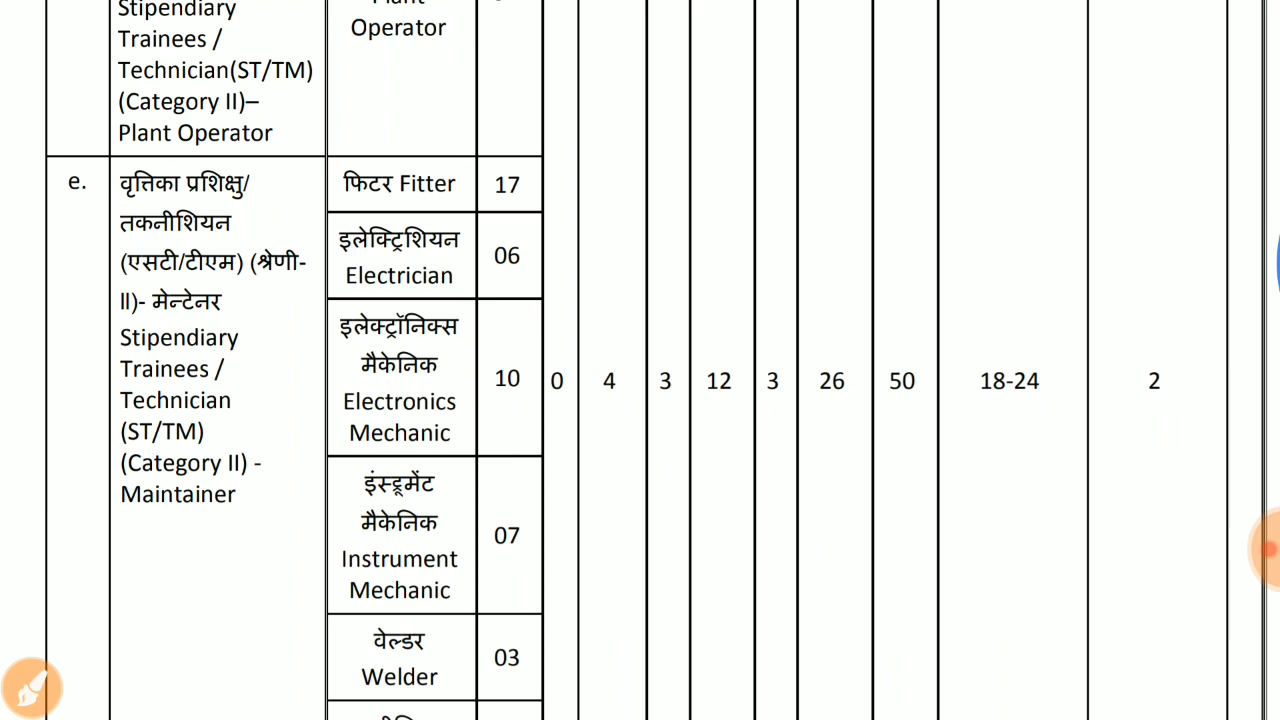 Stipendiary
Trainees /
Technician(ST/TM)
(Category II)–
Plant Operator
Plant
Operator
e.
वृत्तिका प्रशिक्षु/
तकनीशियन
(एसटी/टीएम) (श्रेणी-
II)- मेन्टेनर
Stipendiary
Trainees /
Technician
(ST/TM)
(Category II) -
Maintainer
फिटर Fitter
17
इलेक्ट्रिशियन
Electrician
06
इलेक्ट्रॉनिक्स
मैकेनिक
Electronics
Mechanic
10
इंस्ट्रूमेंट
मैकेनिक
Instrument
Mechanic
07
वेल्डर
Welder
03
0 4 3 12 3 26 50 18-24 2